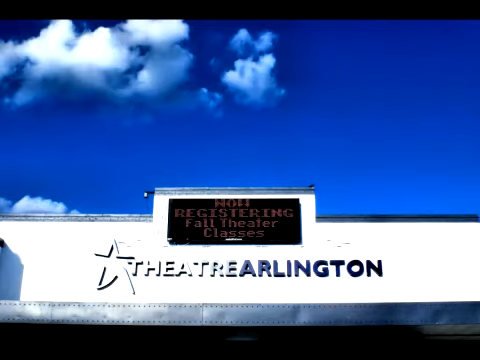 NOW
REGISTERING
Fall Theater
Classes
THEATREARLINGTON